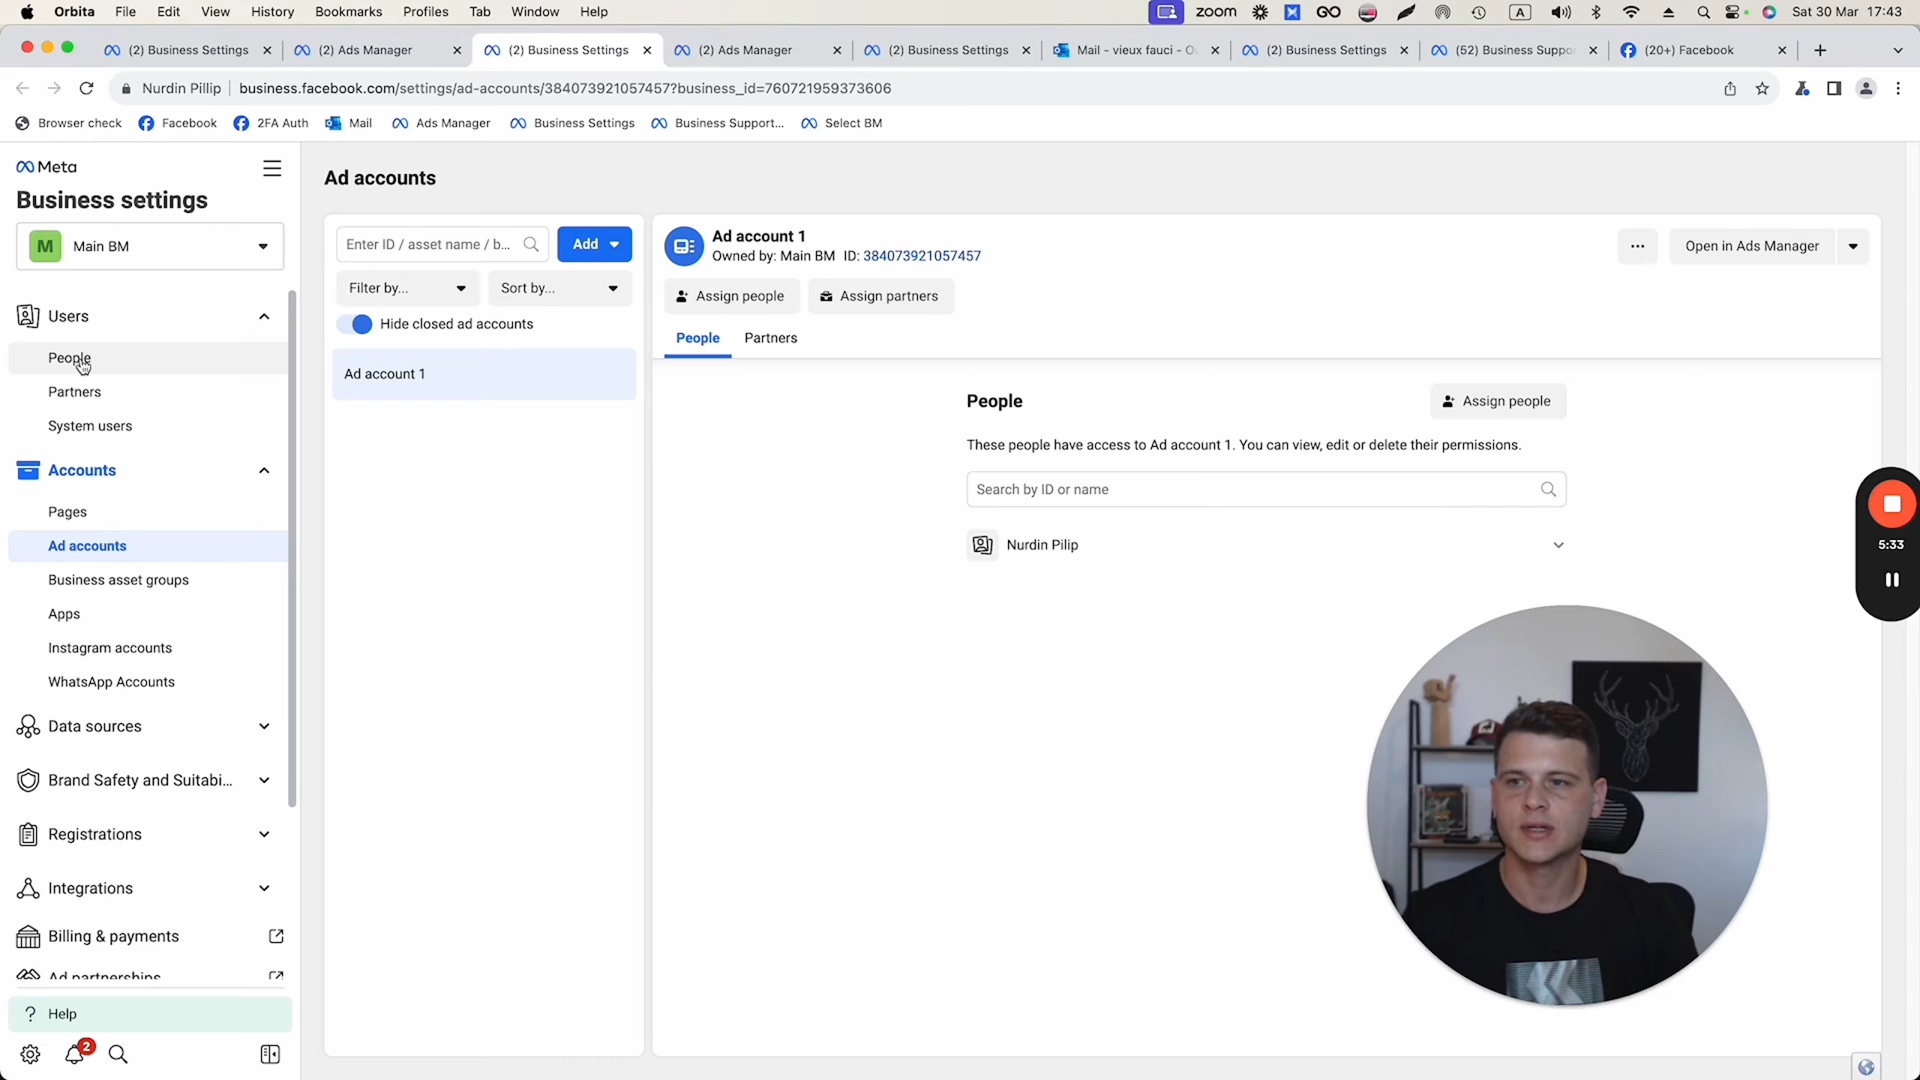 Orbita File Edit View History Bookmarks Profiles Tab Window Help zoom GO A Sat 30 Mar 17:43
(2) Business Settings (2) Ads Manager (2) Business Settings (2) Ads Manager (2) Business Settings Mail - vieux fauci - Ou (2) Business Settings (52) Business Suppo (20+) Facebook
Nurdin Phillip business.facebook.com/settings/ad-accounts/384073921057457?business_id=760721959373606
Browser check Facebook 2FA Auth Mail Ads Manager Business Settings Business Support... Select BM
Meta
Business settings
M Main BM
Users
People
Partners
System users
Accounts
Pages
Ad accounts
Business asset groups
Apps
Instagram accounts
WhatsApp Accounts
Data sources
Brand Safety and Suitabi...
Registrations
Integrations
Billing & payments
Ad partnerships
? Help
2
Ad accounts
Enter ID / asset name / b... Add
Filter by... Sort by...
Hide closed ad accounts
Ad account 1
Ad account 1
Owned by: Main BM ID: 384073921057457
... Open in Ads Manager
Assign people Assign partners
People Partners
People Assign people
These people have access to Ad account 1. You can view, edit or delete their permissions.
Search by ID or name
Nurdin Pilip
5:33